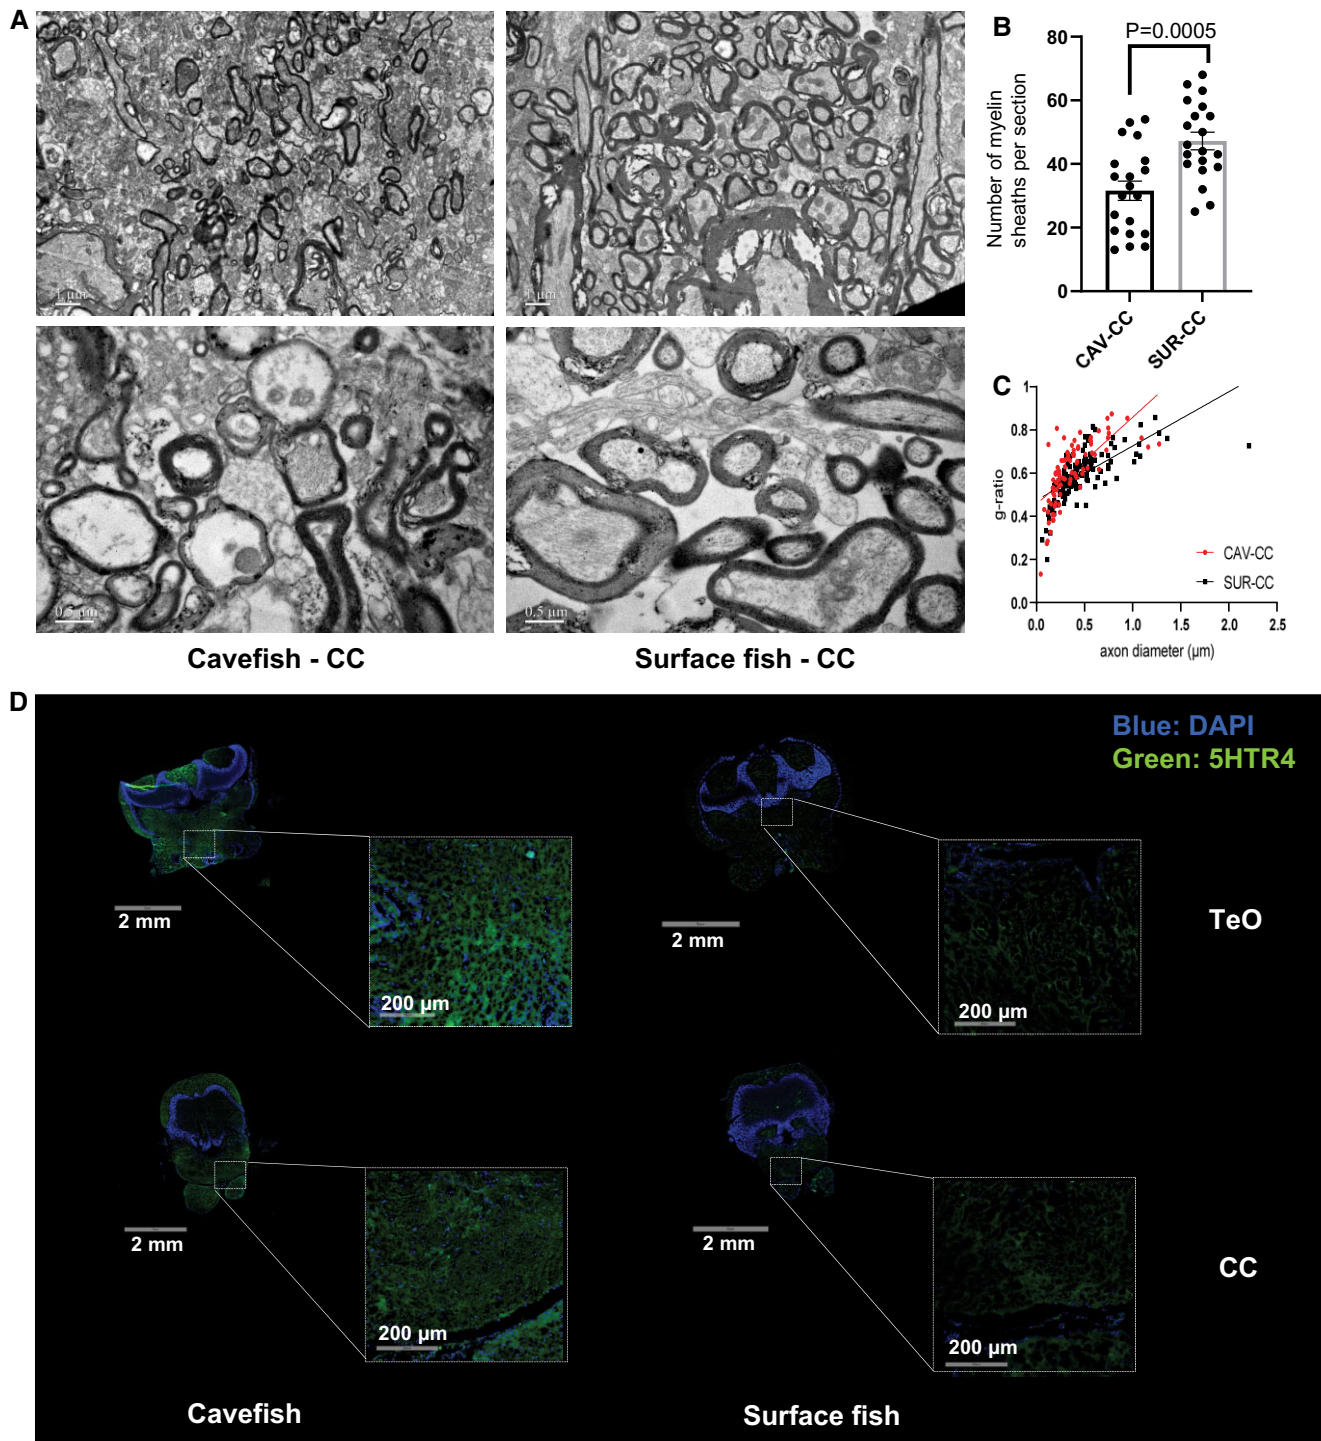 A
1 µm
1 µm
0.5 µm
0.5 µm
Cavefish - CC
Surface fish - CC
B
P=0.0005
Number of myelin
sheaths per section
80
60
40
20
0
CAV-CC
SUR-CC
C
g-ratio
1
0.8
0.6
0.4
0.2
0.0
0.0
0.5
1.0
1.5
2.0
2.5
axon diameter (µm)
CAV-CC
SUR-CC
D
Blue: DAPI
Green: 5HTR4
2 mm
200 µm
2 mm
200 µm
TeO
2 mm
200 µm
2 mm
200 µm
CC
Cavefish
Surface fish